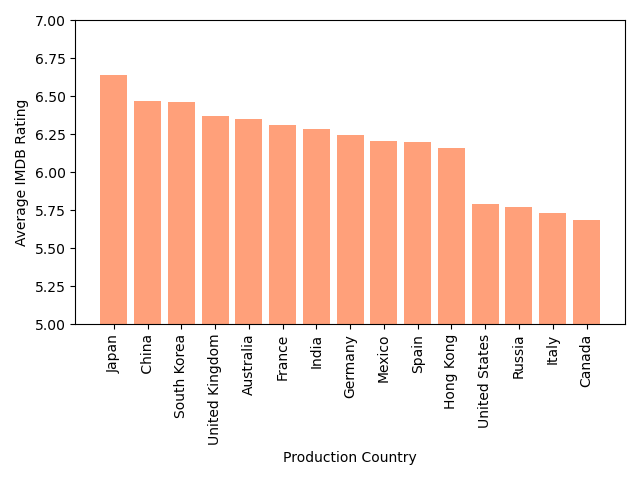 7.00
6.75
6.50
6.25
6.00
5.75
5.50
5.25
5.00
Average IMDB Rating
Japan
China
South Korea
United Kingdom
Australia
France
India
Germany
Mexico
Spain
Hong Kong
United States
Russia
Italy
Canada
Production Country